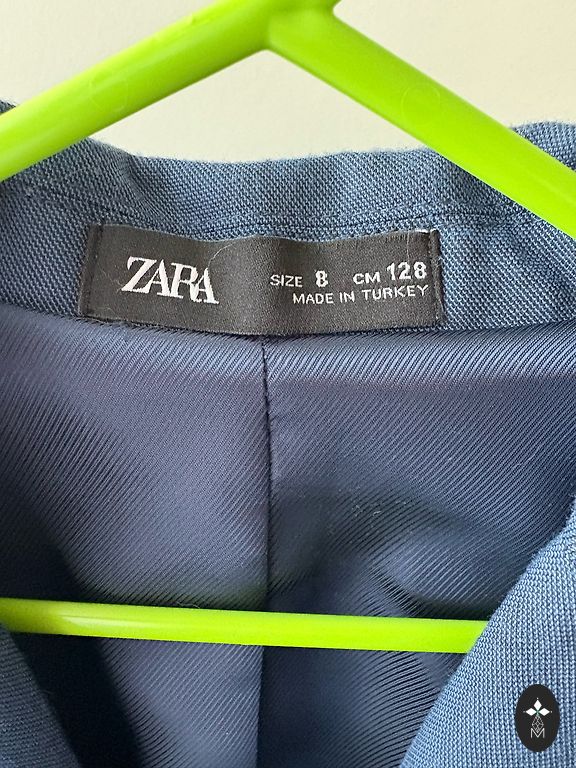 ZARA
SIZE 8 CM 128
MADE IN TURKEY
M